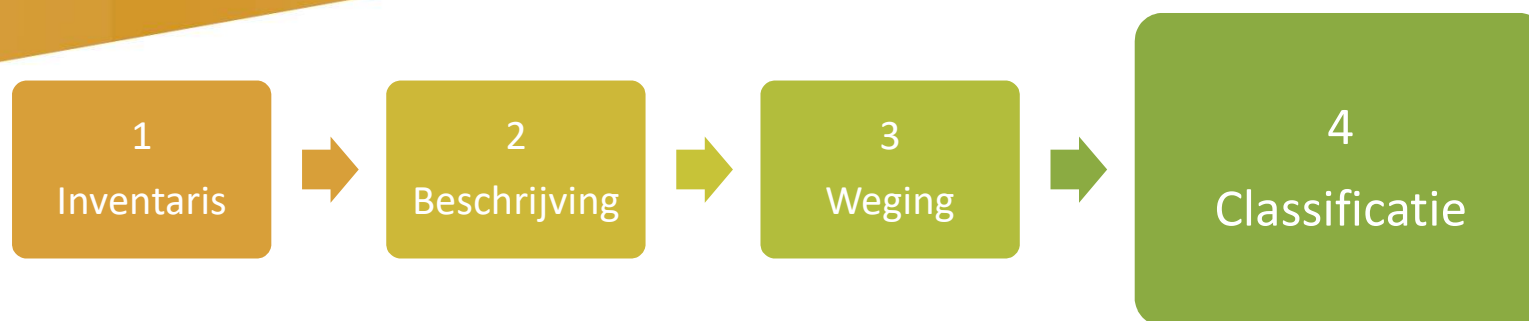 1
Inventaris
2
Beschrijving
3
Weging
4
Classificatie